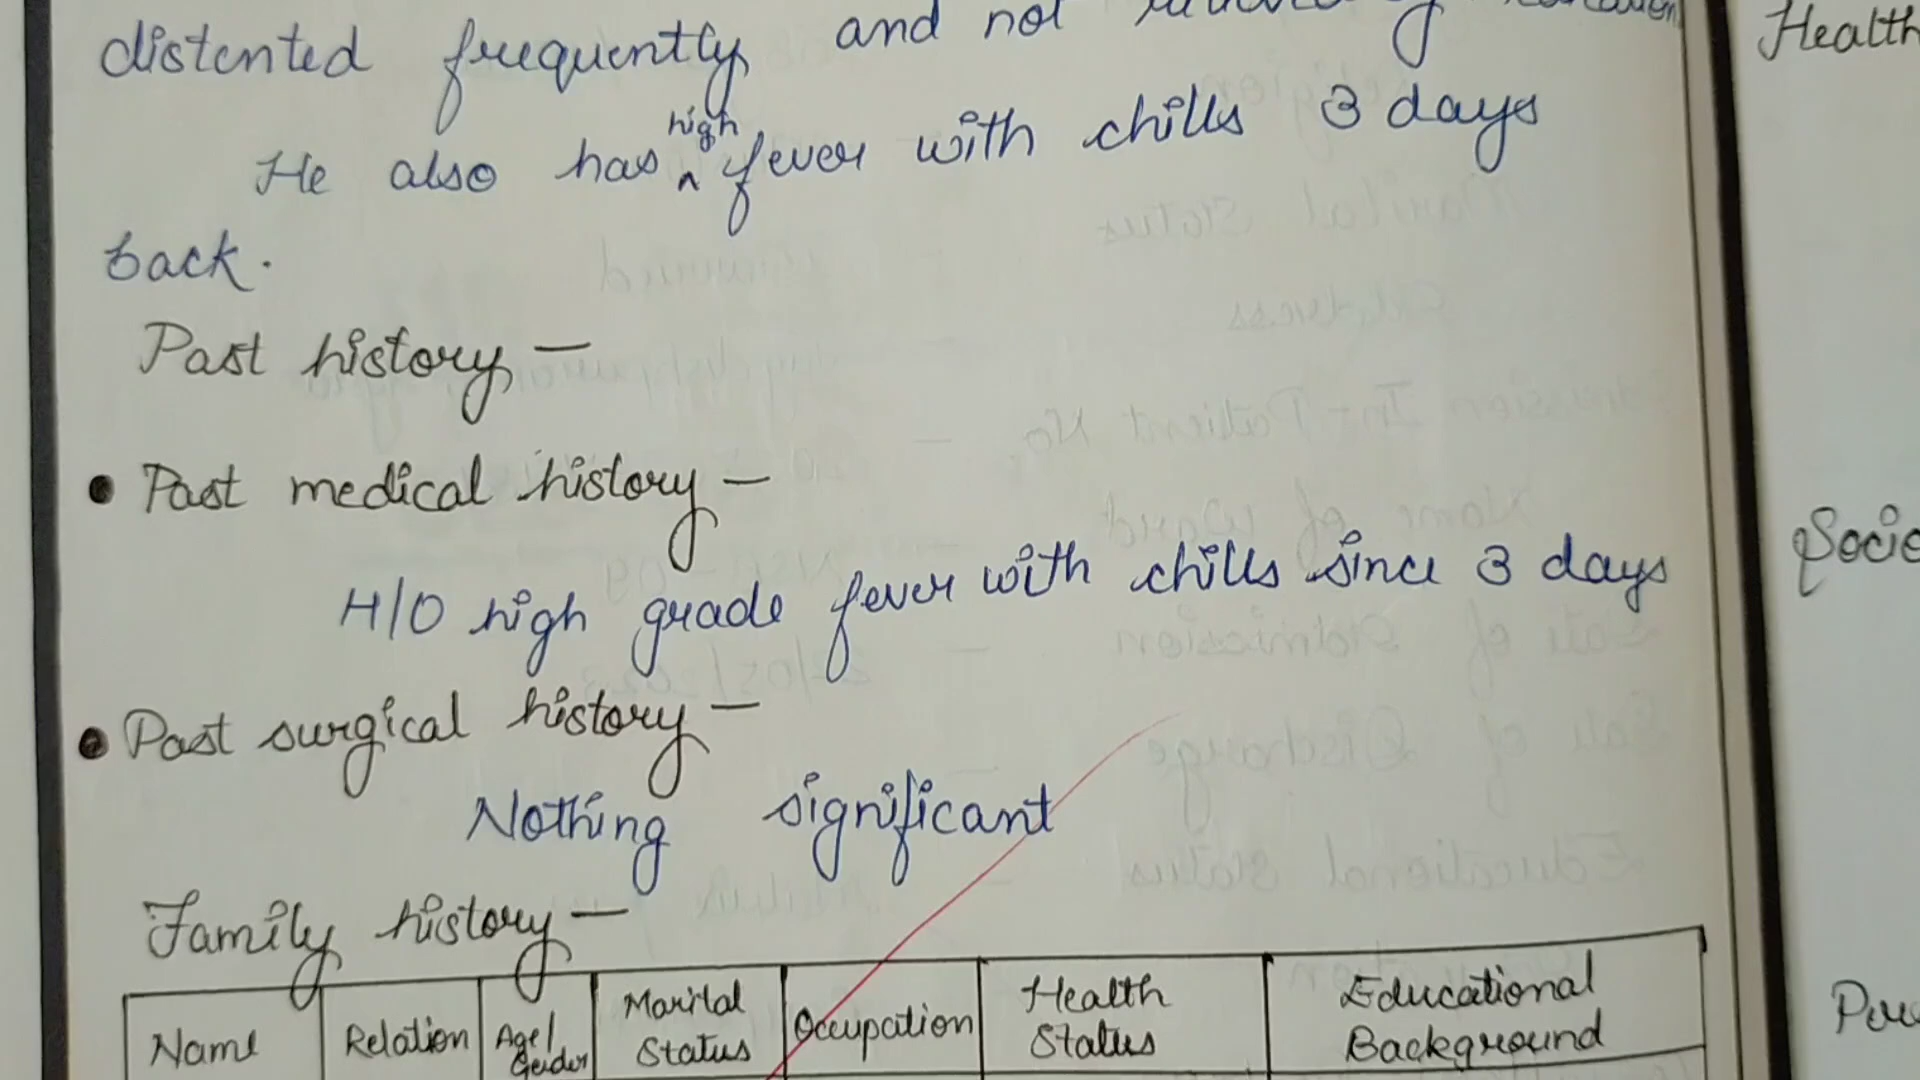 distented frequently and not
Health
He also has high fever with chills 3 days
back.
Past history –
• Past medical history –
H/O high grade fever with chills since 3 days
• Past surgical history –
Nothing significant
Family history –
Name Relation Age/Gender Marital Status Occupation Health Status Educational Background